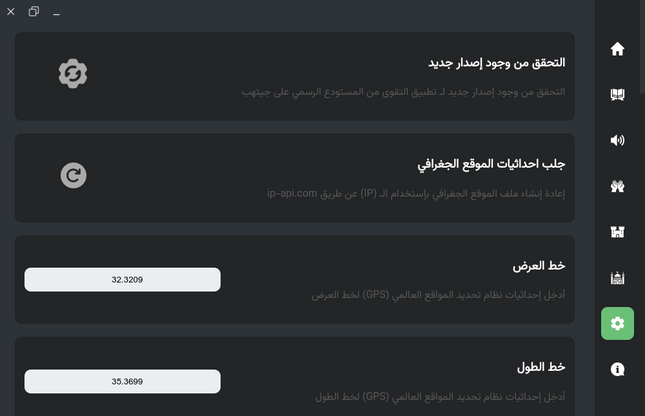 التحقق من وجود إصدار جديد
التحقق من وجود إصدار جديد لـ تطبيق التقوى من المستودع الرسمي على جيتهب
جلب احداثيات الموقع الجغرافي
إعادة إنشاء ملف الموقع الجغرافي بإستخدام الـ (IP) عن طريق ip-api.com
خط العرض
أدخل إحداثيات نظام تحديد المواقع العالمي (GPS) لخط العرض
32.3209
خط الطول
أدخل إحداثيات نظام تحديد المواقع العالمي (GPS) لخط الطول
35.3699